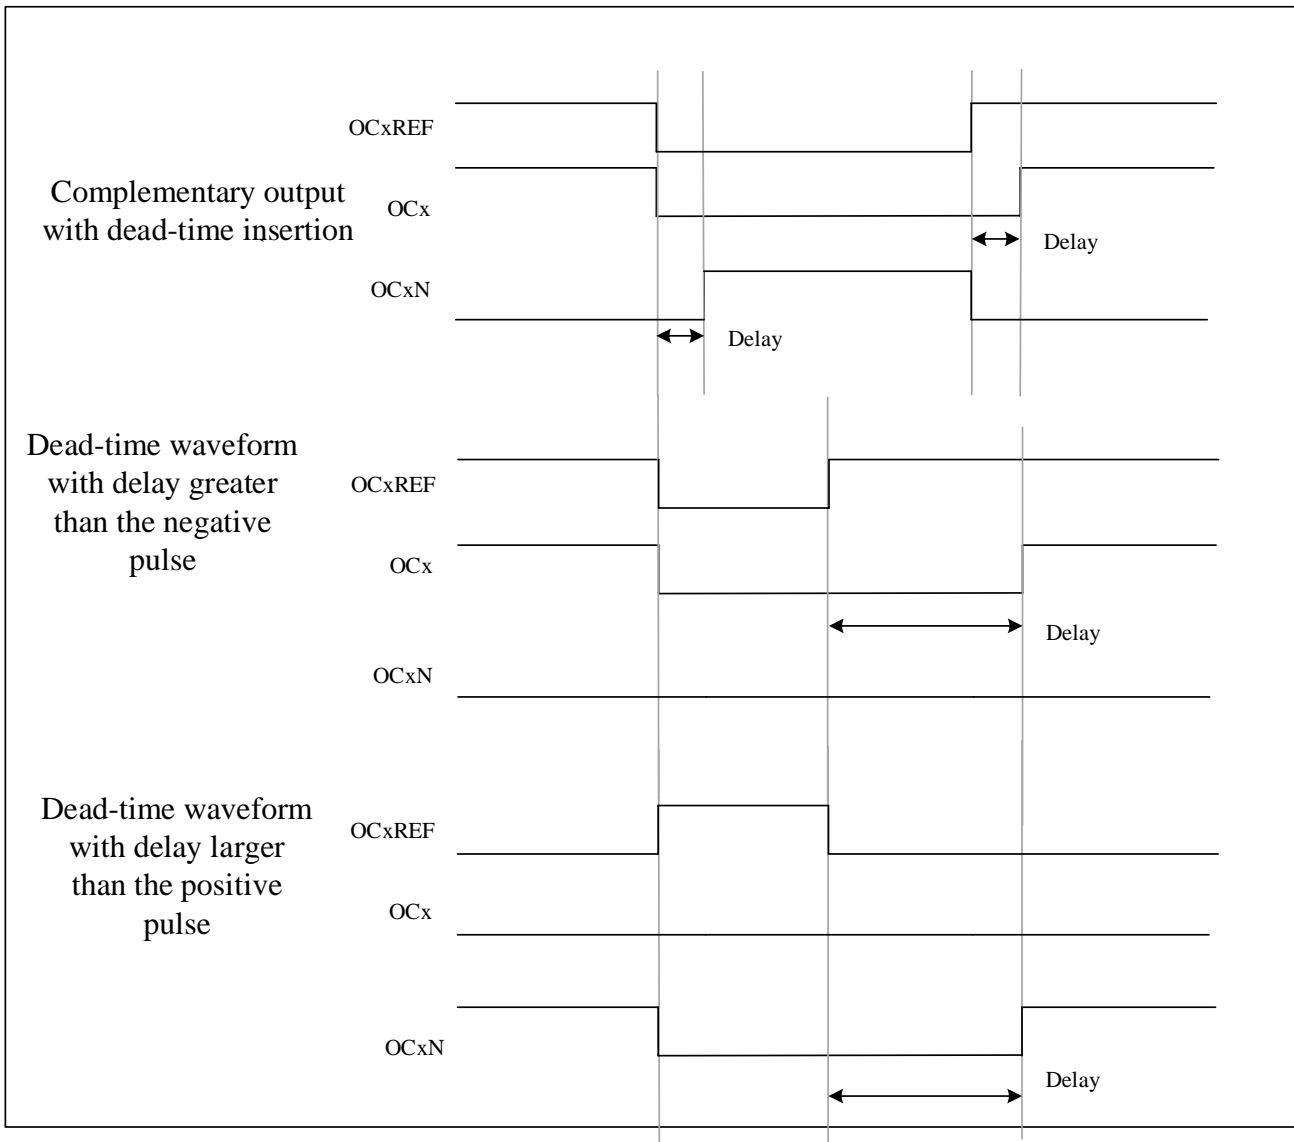 OCxREF
Complementary output
with dead-time insertion
OCx
Delay
OCxN
Delay
Dead-time waveform
with delay greater
than the negative
pulse
OCxREF
OCx
Delay
OCxN
Dead-time waveform
with delay larger
than the positive
pulse
OCxREF
OCx
OCxN
Delay